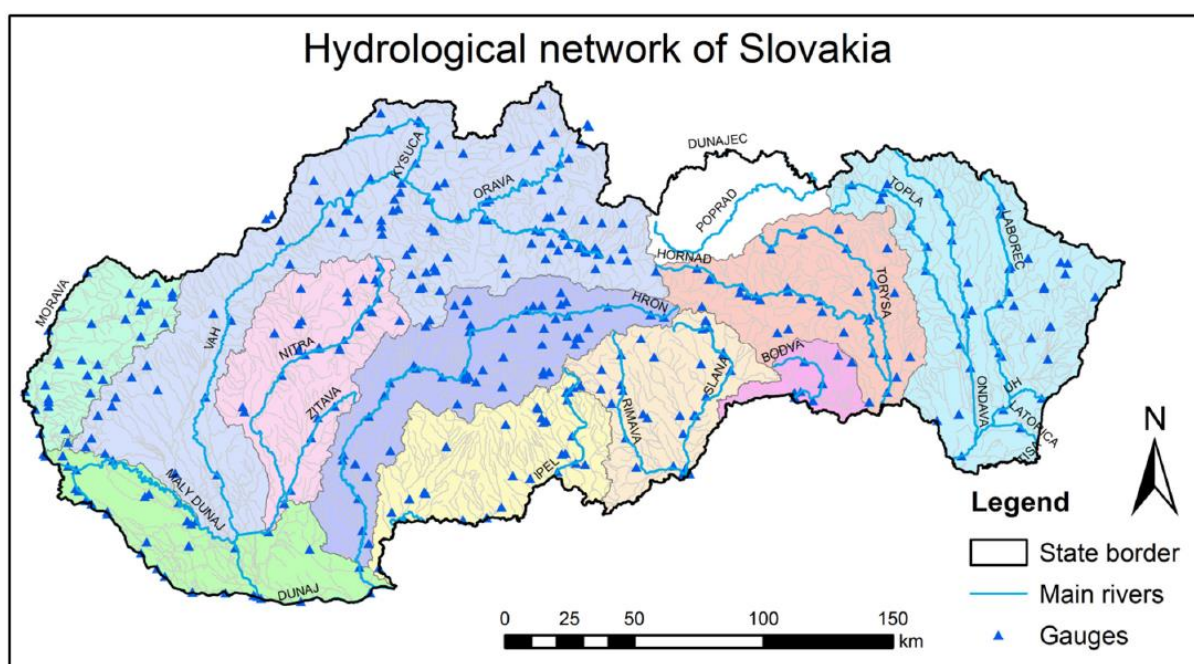 Hydrological network of Slovakia
DUNAJEC
KYSUCA
ORAVA
POPRAD
TOPLA
LABOREC
HORNAD
MORAVA
VAH
HRON
TORYSA
NITRA
BODVA
SLANA
ZITAVA
RIMAVA
ONDAVA
UH
LATORICA
IPEL
MALY DUNAJ
DUNAJ
N
Legend
State border
Main rivers
Gauges
0 25 50 100 150
km